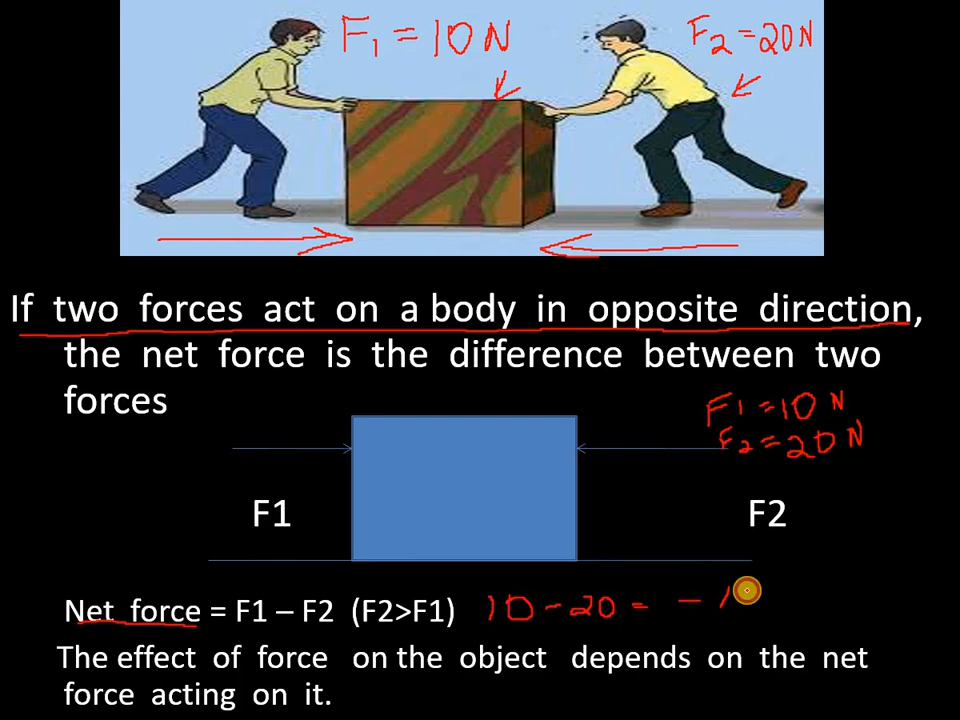 F1 = 10 N
F2 = 20N
If two forces act on a body in opposite direction,
the net force is the difference between two
forces
F1 = 10 N
F2 = 20 N
F1
F2
Net force = F1 – F2 (F2>F1) 10 - 20 = - 1
The effect of force on the object depends on the net
force acting on it.